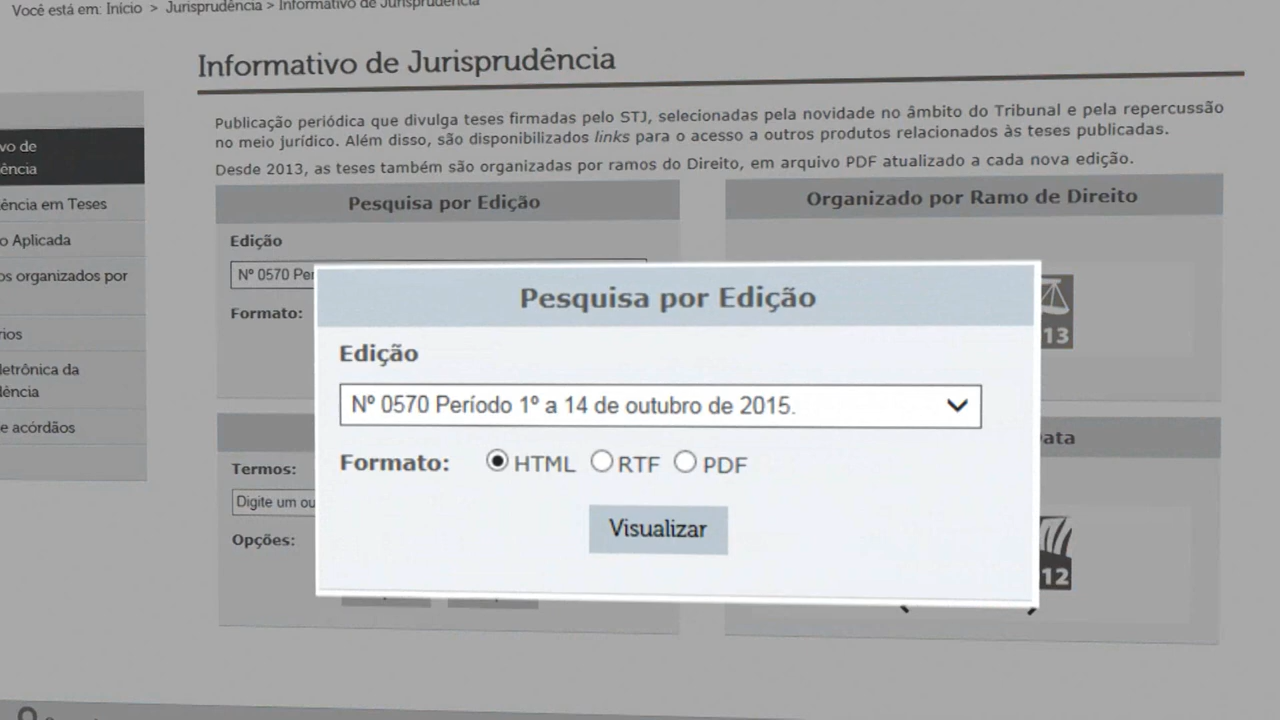 Você está em: Início > Jurisprudência > Informativo de Jurisprudência
Informativo de Jurisprudência
Publicação periódica que divulga teses firmadas pelo STJ, selecionadas pela novidade no âmbito do Tribunal e pela repercussão
no meio jurídico. Além disso, são disponibilizados links para o acesso a outros produtos relacionados às teses publicadas.
Desde 2013, as teses também são organizadas por ramos do Direito, em arquivo PDF atualizado a cada nova edição.
vo de
ência
ência em Teses
o Aplicada
os organizados por
rios
letrônica da
dência
e acórdãos
Pesquisa por Edição
Edição
Nº 0570 Per
Formato:
Organizado por Ramo de Direito
13
Pesquisa por Edição
Edição
Nº 0570 Período 1º a 14 de outubro de 2015.
Formato: HTML RTF PDF
Visualizar
Termos:
Digite um ou
Opções:
ata
12